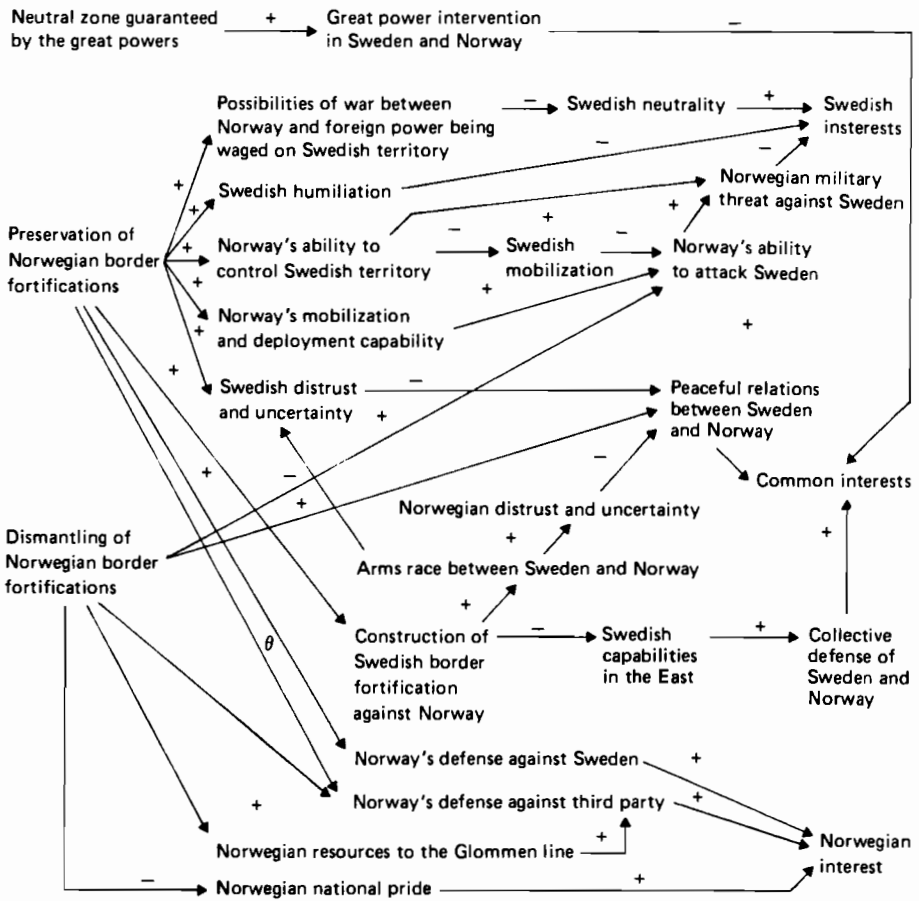 Neutral zone guaranteed
by the great powers
+
Great power intervention
in Sweden and Norway
−
Possibilities of war between
Norway and foreign power being
waged on Swedish territory
−
Swedish neutrality
+
Swedish
insterests
+
Swedish humiliation
−
−
Norwegian military
threat against Sweden
+
Preservation of
Norwegian border
fortifications
+
Norway's ability to
control Swedish territory
−
Swedish
mobilization
+
−
Norway's ability
to attack Sweden
+
+
Norway's mobilization
and deployment capability
+
+
+
+
Swedish distrust
and uncertainty
−
+
Peaceful relations
between Sweden
and Norway
+
−
+
−
Common interests
Norwegian distrust and uncertainty
+
+
Dismantling of
Norwegian border
fortifications
Arms race between Sweden and Norway
+
Construction of
Swedish border
fortification
against Norway
−
Swedish
capabilities
in the East
+
Collective
defense of
Sweden and
Norway
θ
Norway's defense against Sweden
+
Norway's defense against third party
+
+
Norwegian resources to the Glommen line
+
Norwegian
interest
−
Norwegian national pride
+